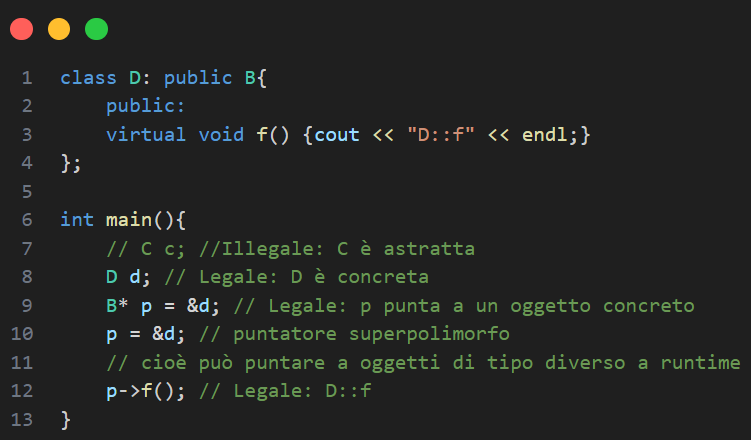 1 class D: public B{
2 public:
3 virtual void f() {cout << "D::f" << endl;}
4 };
5
6 int main(){
7 // C c; //Illegale: C è astratta
8 D d; // Legale: D è concreta
9 B* p = &d; // Legale: p punta a un oggetto concreto
10 p = &d; // puntatore superpolimorfo
11 // cioè può puntare a oggetti di tipo diverso a runtime
12 p->f(); // Legale: D::f
13 }